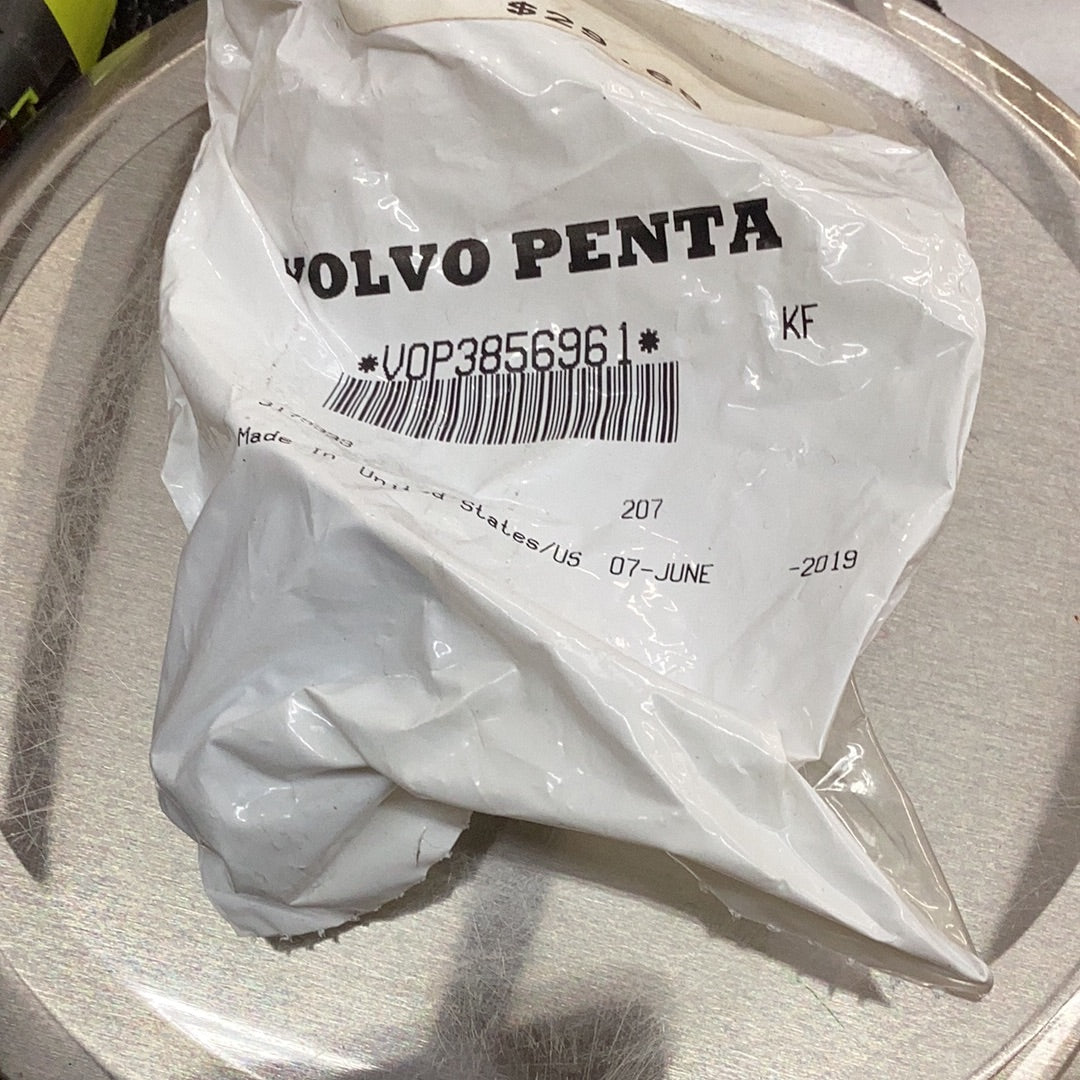 VOLVO PENTA
KF
*VOP3856961*
207
Made in United States/US 07-JUNE -2019